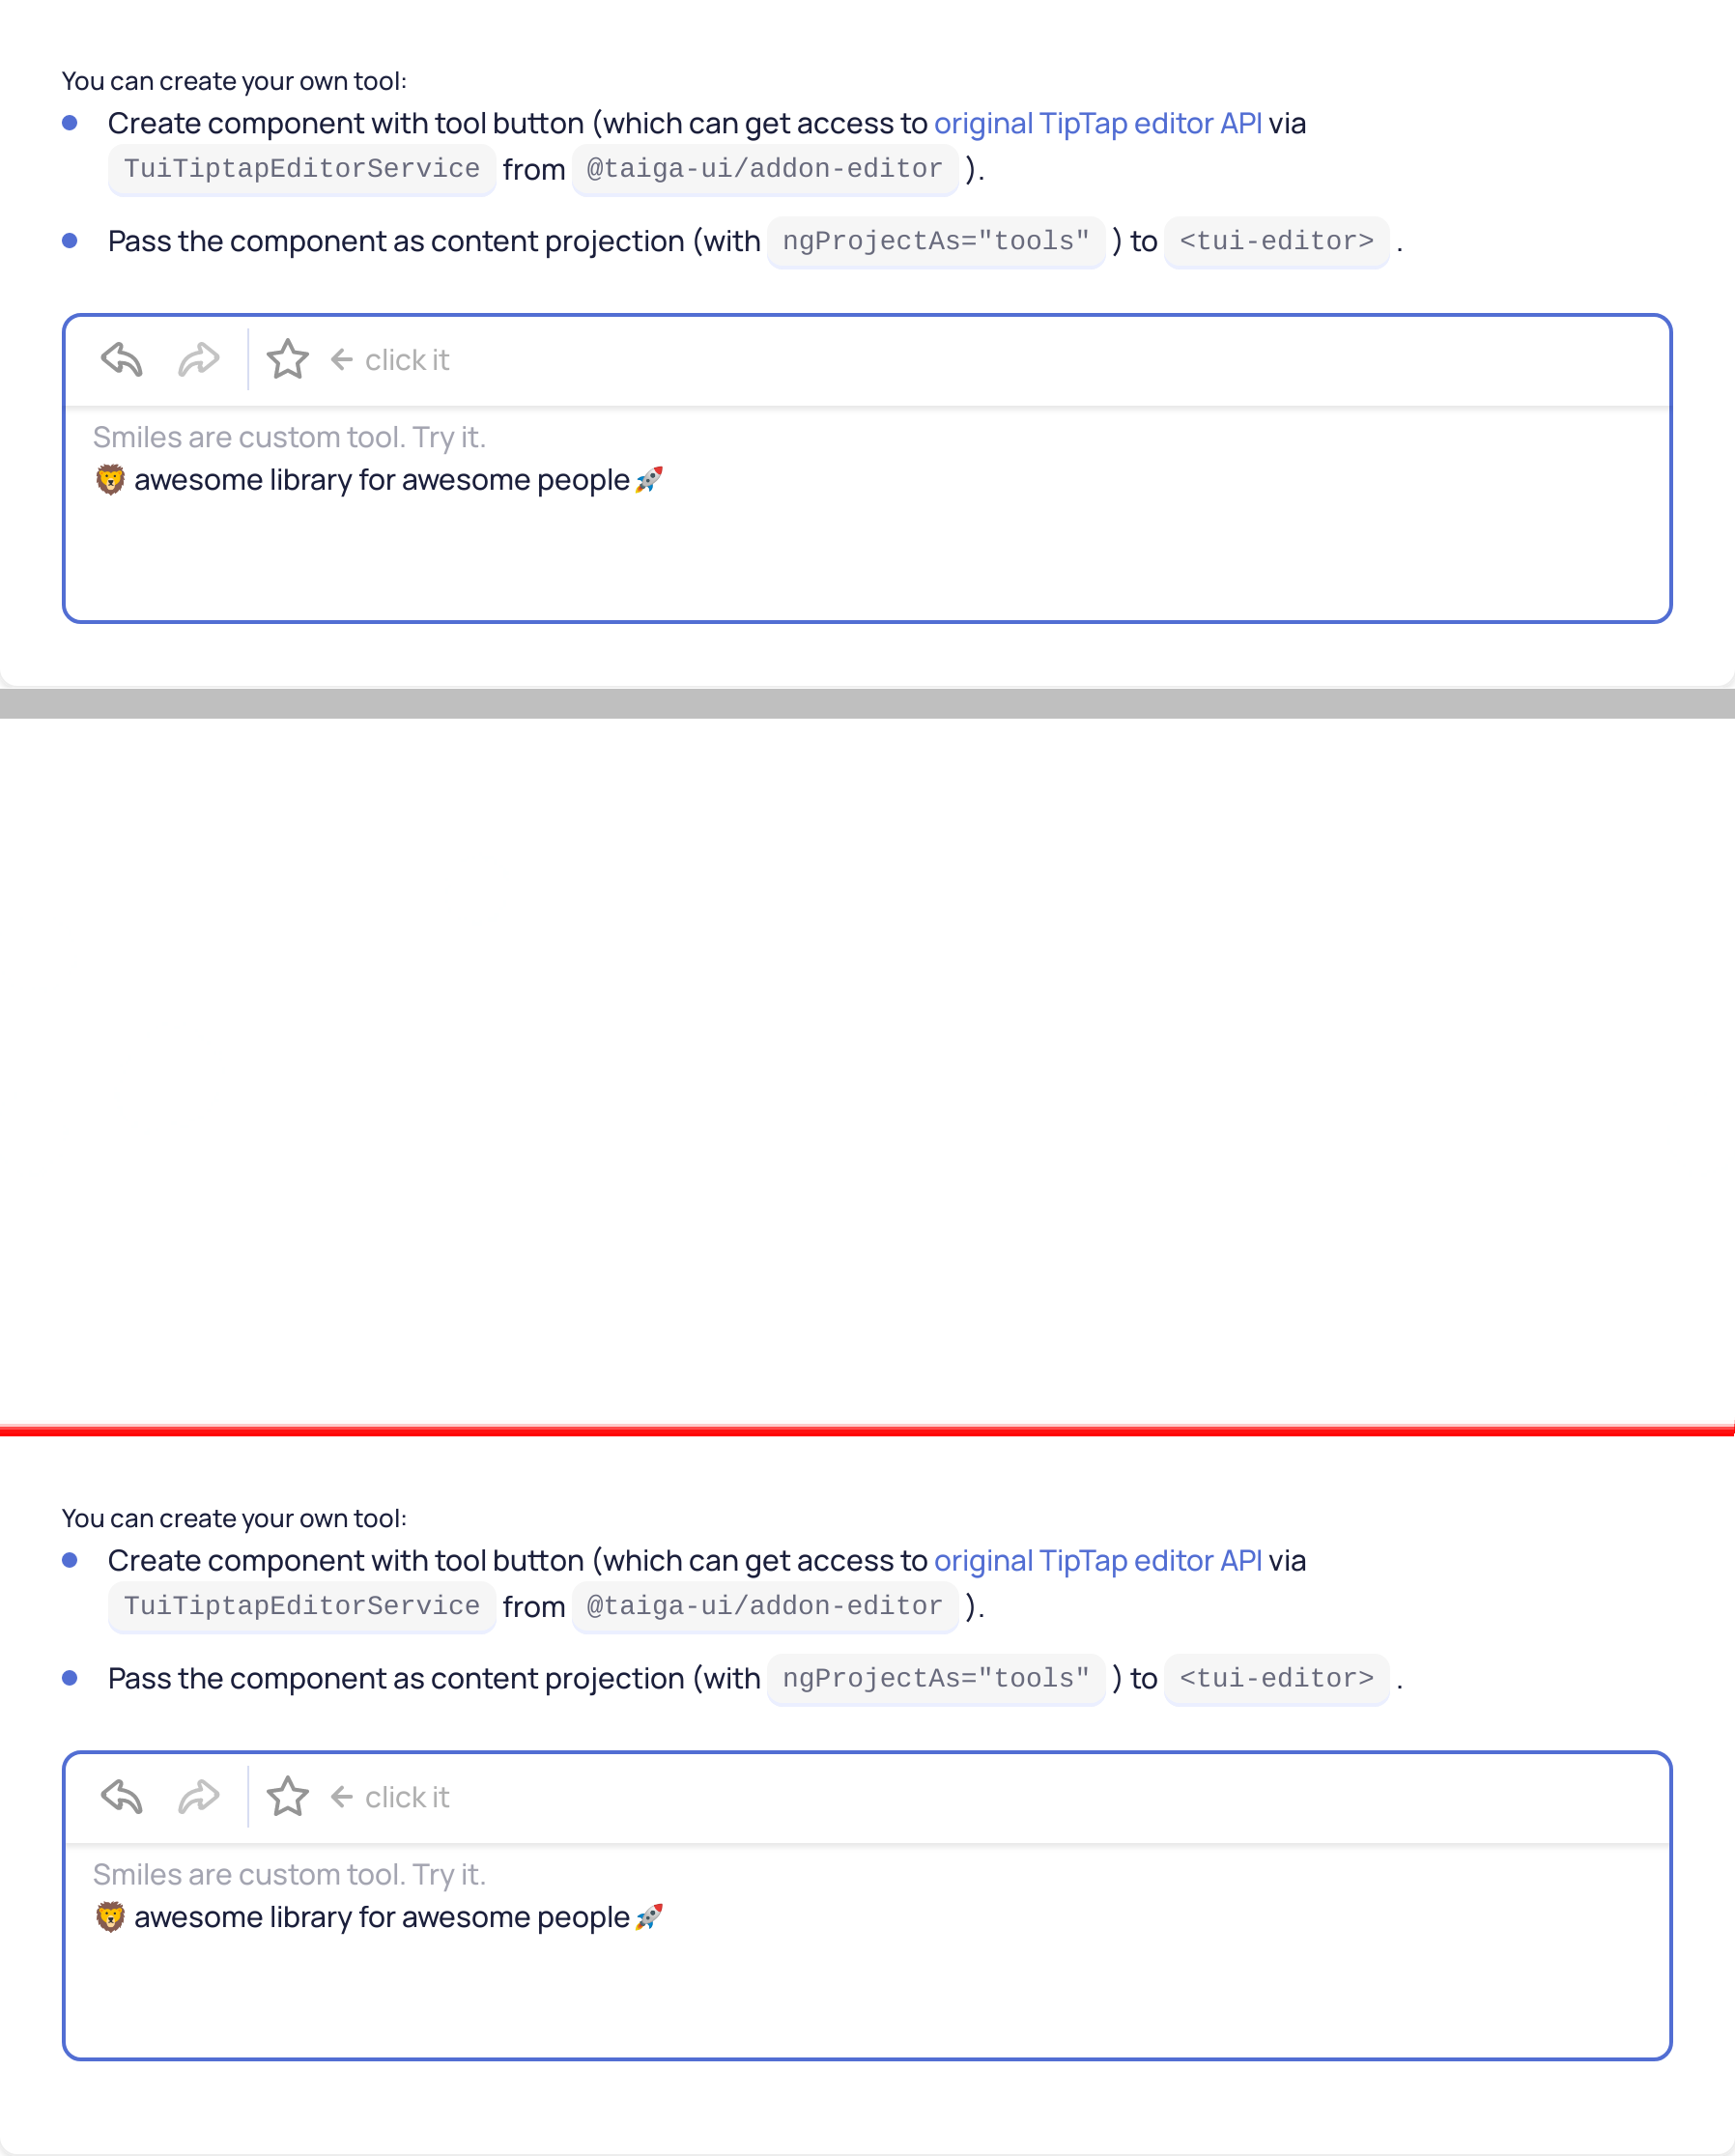 You can create your own tool:
Create component with tool button (which can get access to original TipTap editor API via
TuiTiptapEditorService from @taiga-ui/addon-editor ).
Pass the component as content projection (with ngProjectAs="tools" ) to <tui-editor> .
← click it
Smiles are custom tool. Try it.
🦁 awesome library for awesome people🚀
You can create your own tool:
Create component with tool button (which can get access to original TipTap editor API via
TuiTiptapEditorService from @taiga-ui/addon-editor ).
Pass the component as content projection (with ngProjectAs="tools" ) to <tui-editor> .
← click it
Smiles are custom tool. Try it.
🦁 awesome library for awesome people🚀